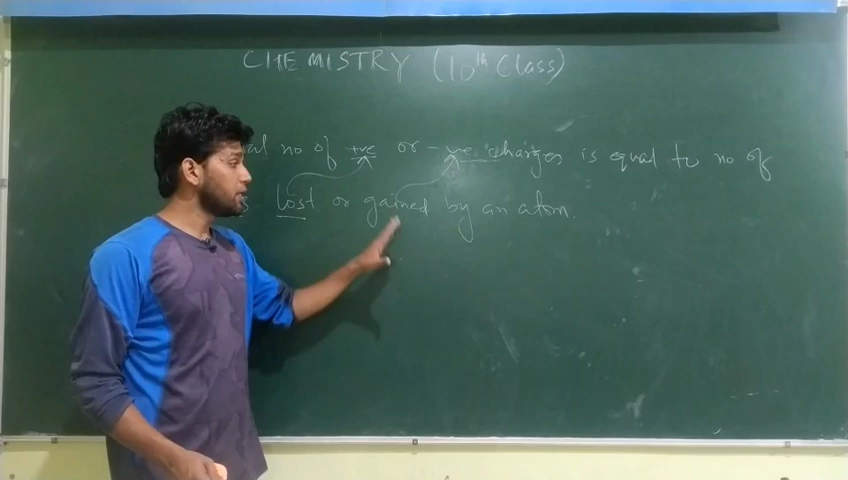 CHEMISTRY (10th Class)
no of +ve or -ve charges is equal to no of
lost or gained by an atom.